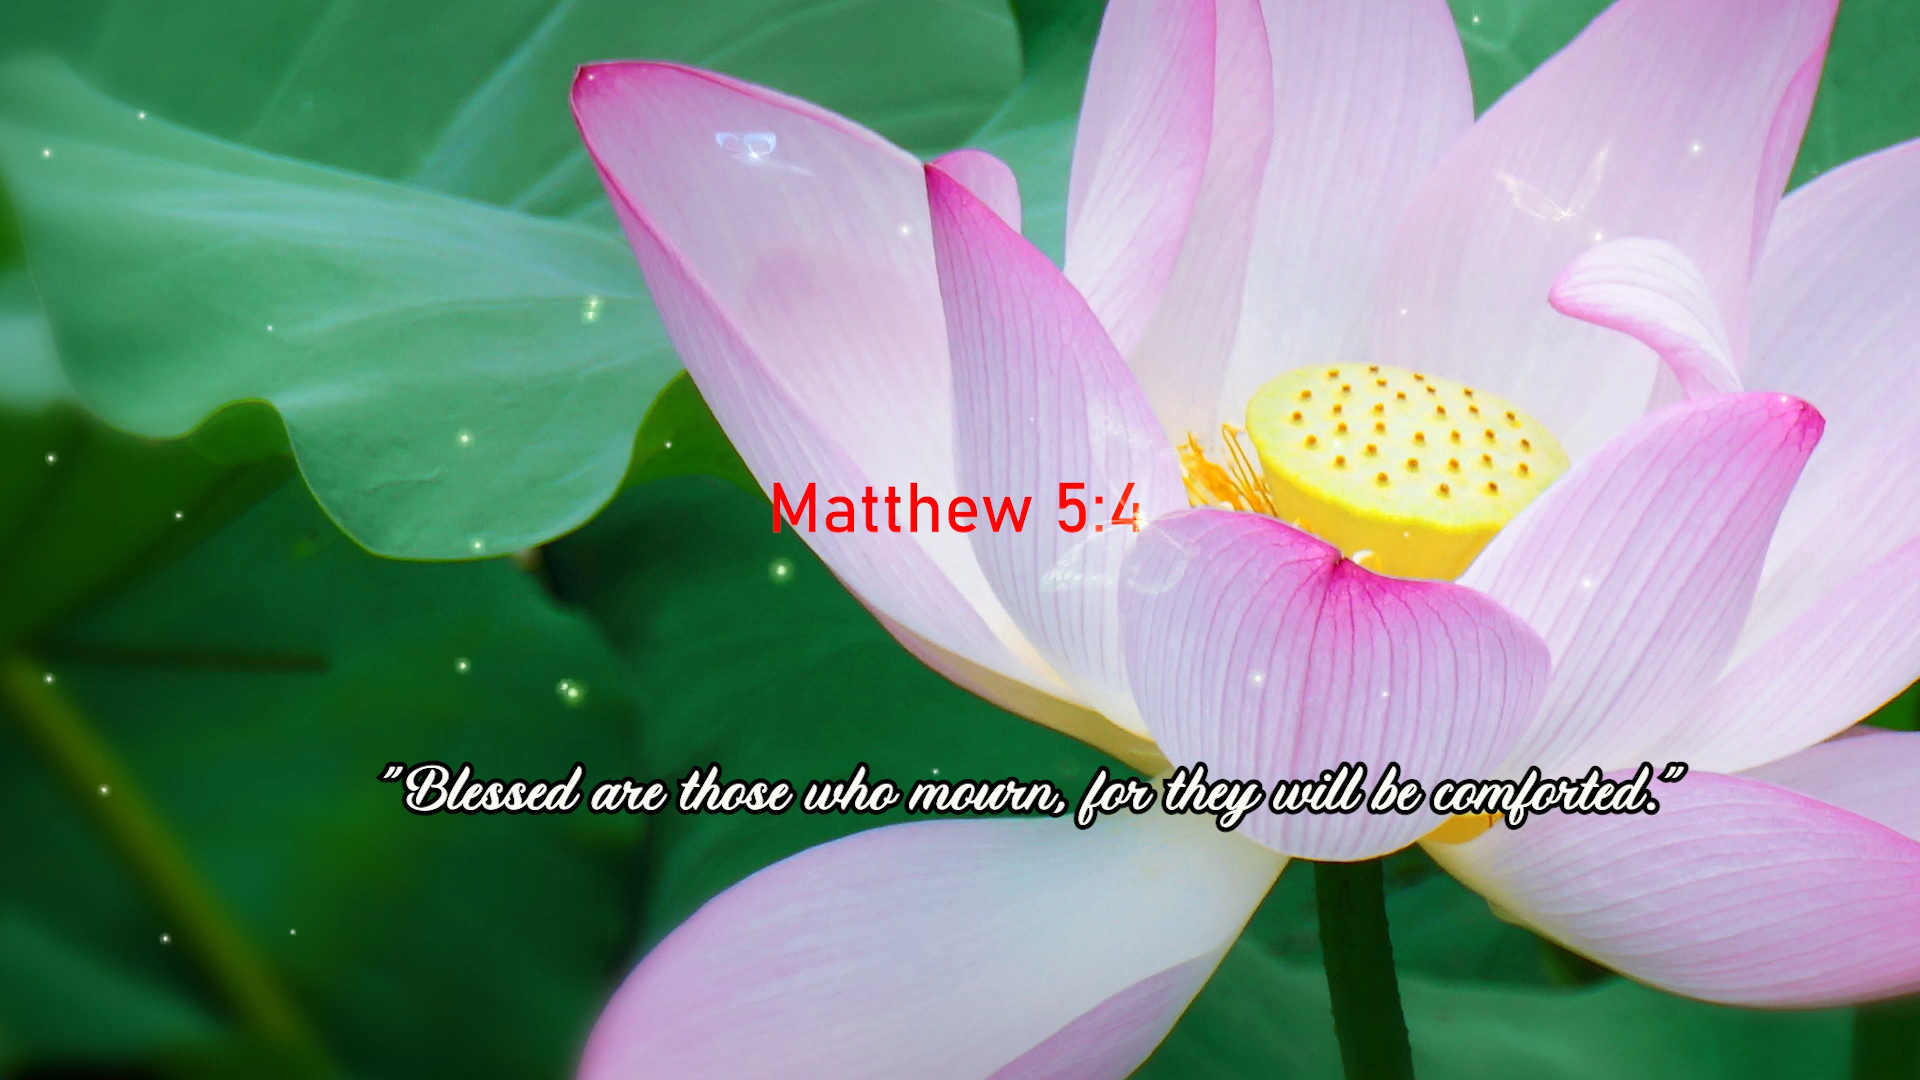 Matthew 5:4
"Blessed are those who mourn, for they will be comforted."